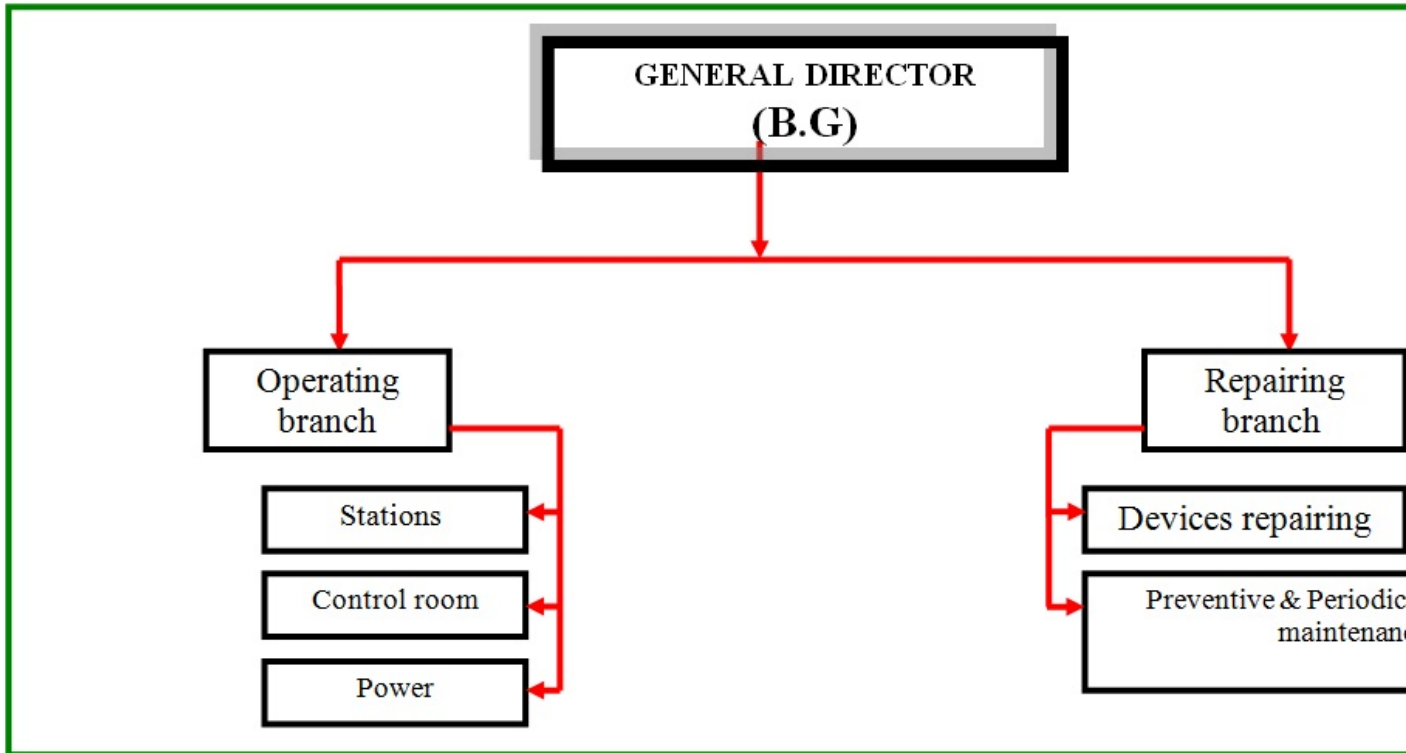 GENERAL DIRECTOR
(B.G)
Operating
branch
Repairing
branch
Stations
Control room
Power
Devices repairing
Preventive & Periodic